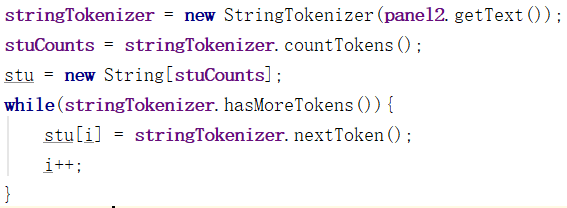 stringTokenizer = new StringTokenizer(panel2.getText());
stuCounts = stringTokenizer.countTokens();
stu = new String[stuCounts];
while(stringTokenizer.hasMoreTokens()){
    stu[i] = stringTokenizer.nextToken();
    i++;
}